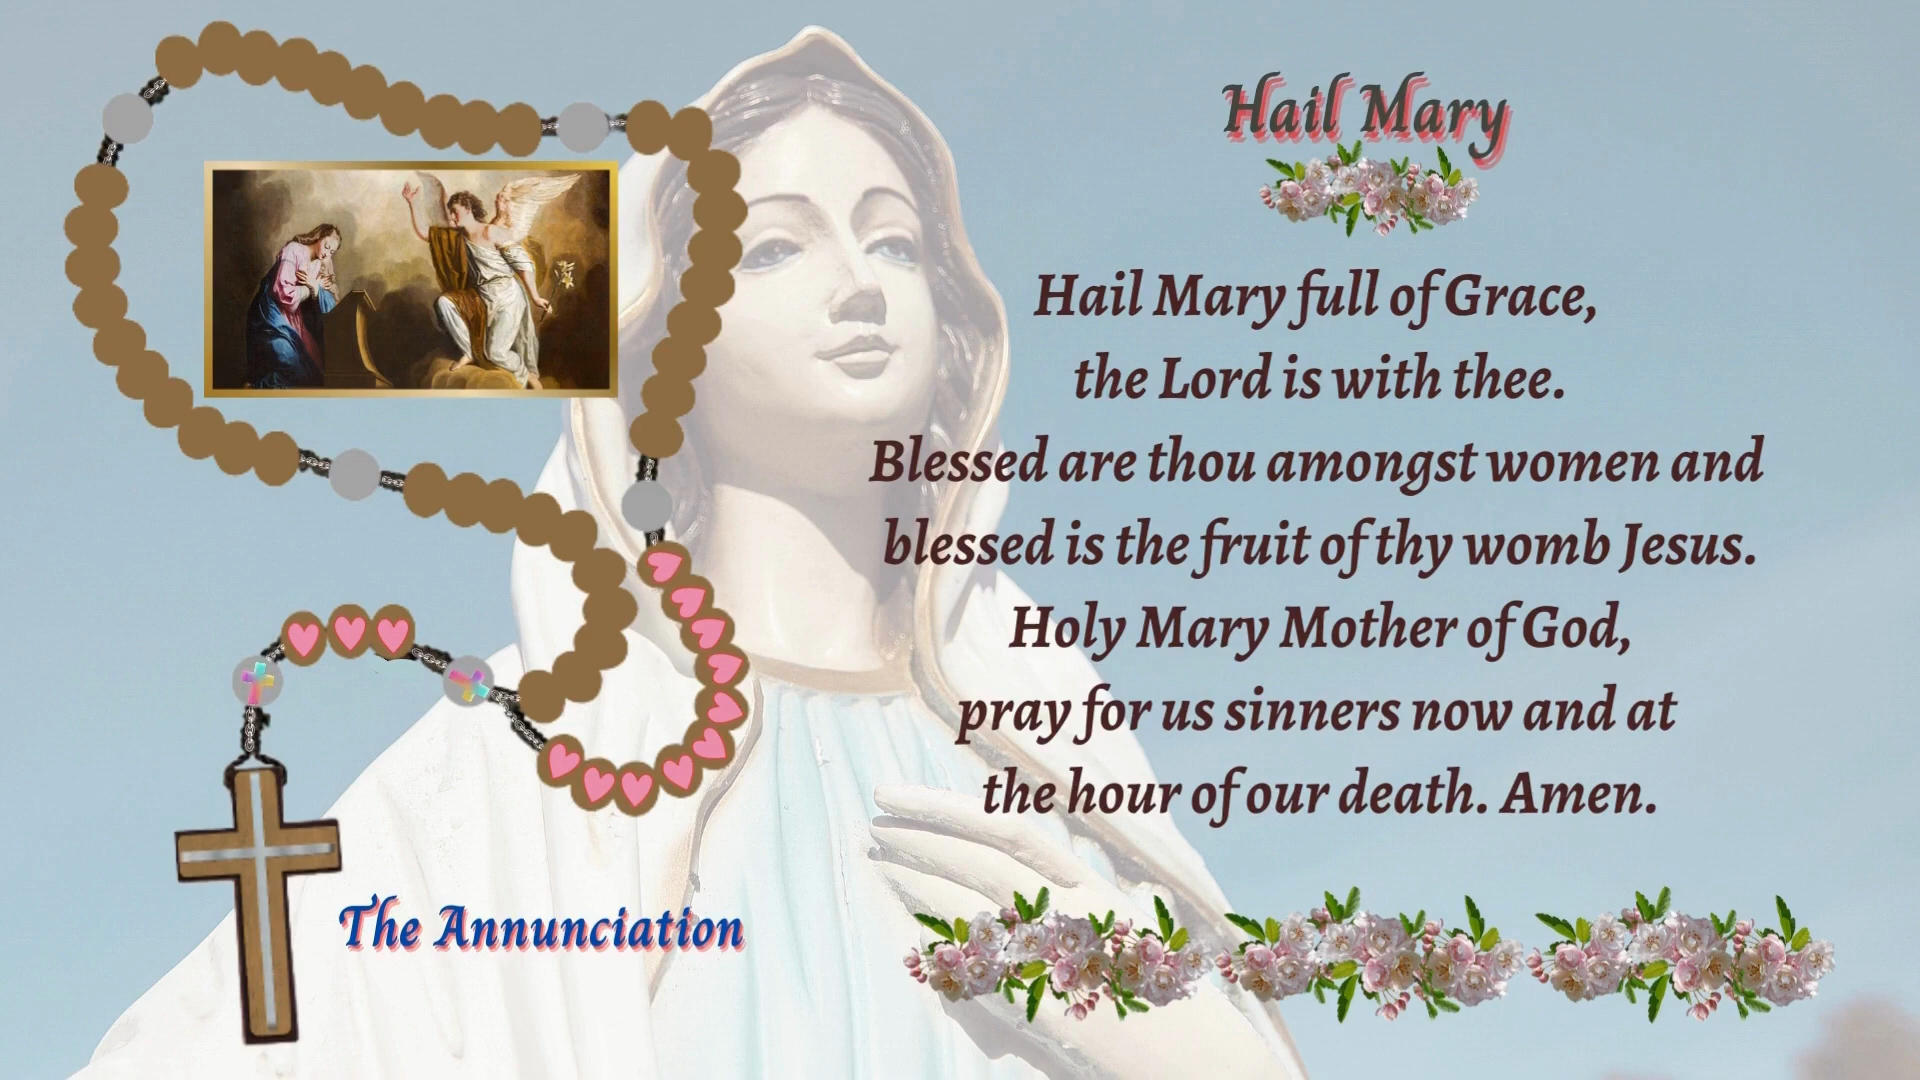 Hail Mary
Hail Mary full of Grace,
the Lord is with thee.
Blessed are thou amongst women and
blessed is the fruit of thy womb Jesus.
Holy Mary Mother of God,
pray for us sinners now and at
the hour of our death. Amen.
The Annunciation